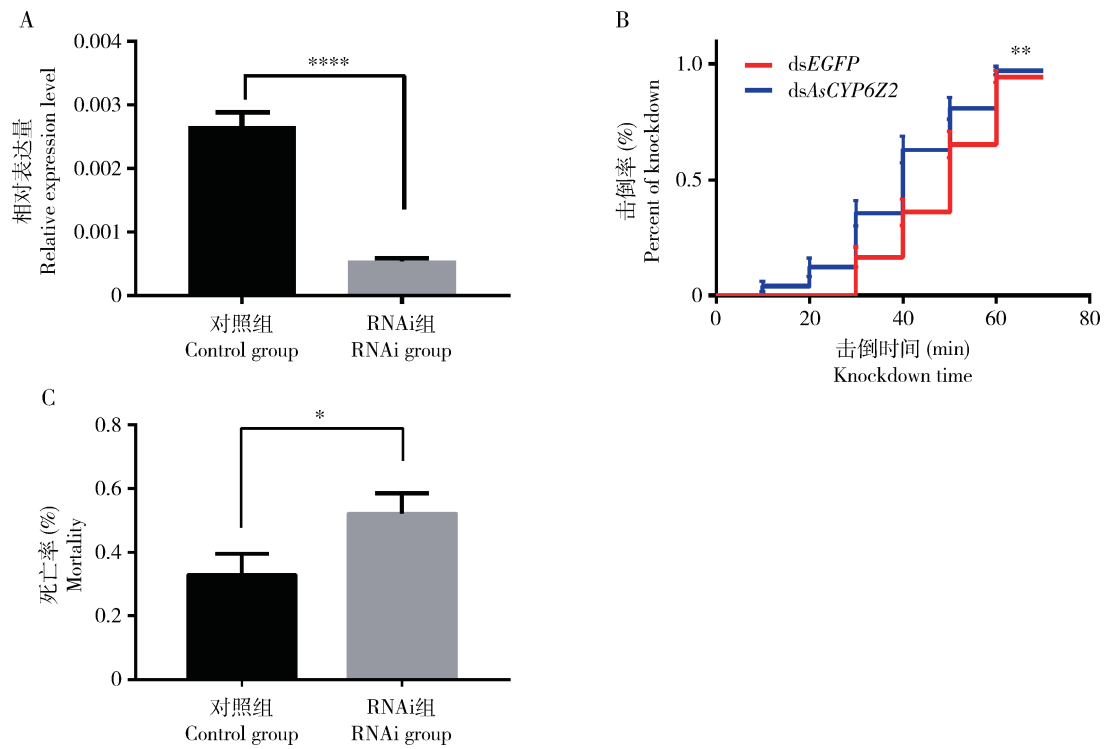 A
0.004
0.003
0.002
0.001
0
相对表达量
Relative expression level
****
对照组
Control group
RNAi组
RNAi group
B
1.0
0.5
0
击倒率 (%)
Percent of knockdown
dsEGFP
dsAsCYP6Z2
**
0
20
40
60
80
击倒时间 (min)
Knockdown time
C
0.8
0.6
0.4
0.2
0
死亡率 (%)
Mortality
*
对照组
Control group
RNAi组
RNAi group